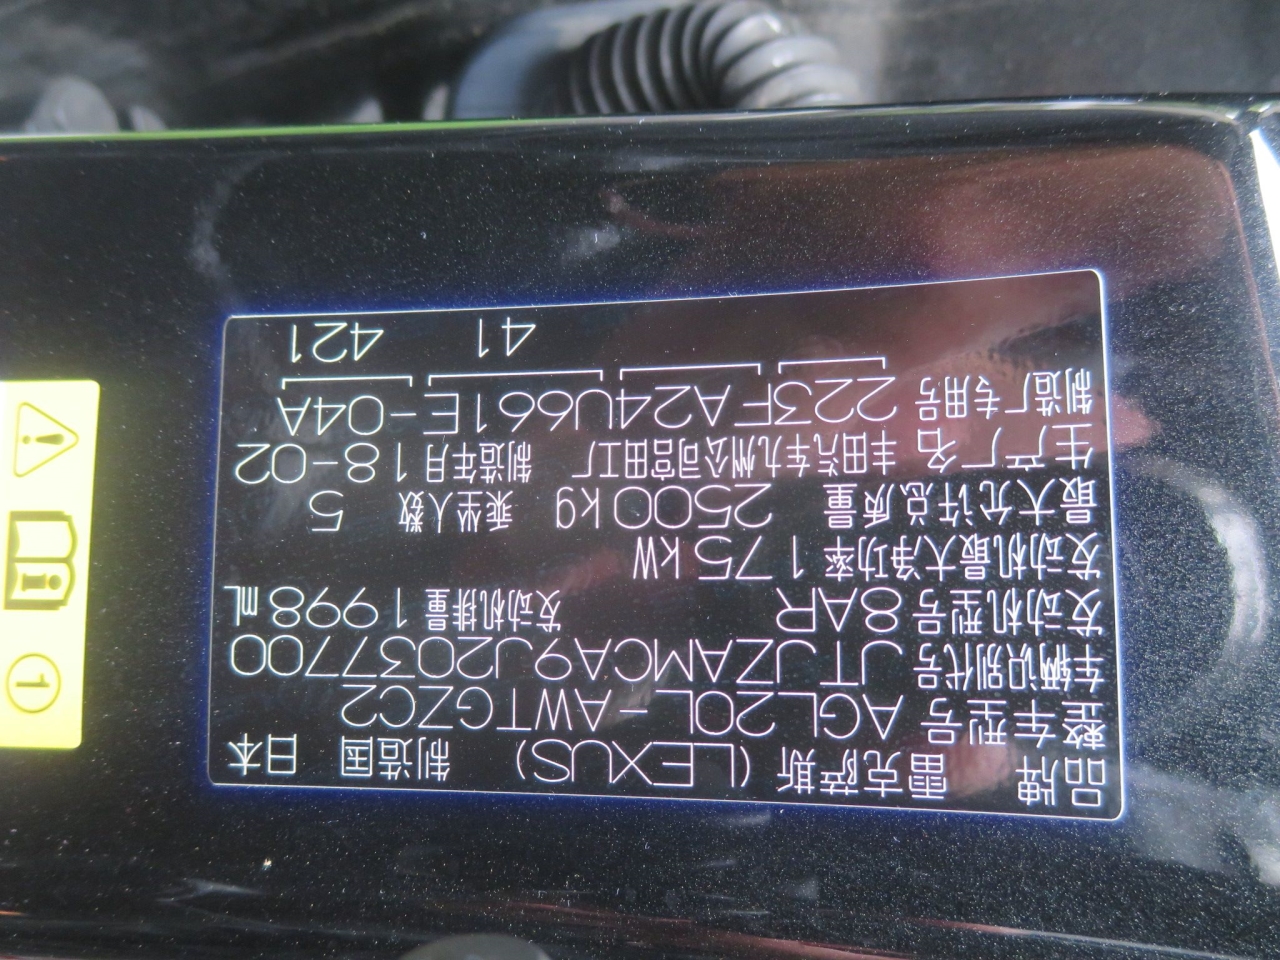 品牌 雷克萨斯 (LEXUS) 制造国 日本
整车型号 AGL20L-AWTGZC2
车辆识别代号 JTJZAMCA9J2037700
发动机型号 8AR 发动机排量 1998 mL
发动机最大净功率 175 kW
最大允许总质量 2500 kg 乘坐人数 5
生产厂名 丰田汽车九州公司宫田工厂 制造年月 18-02
制造厂专用号 223FA24U661E-04A
41 421
1